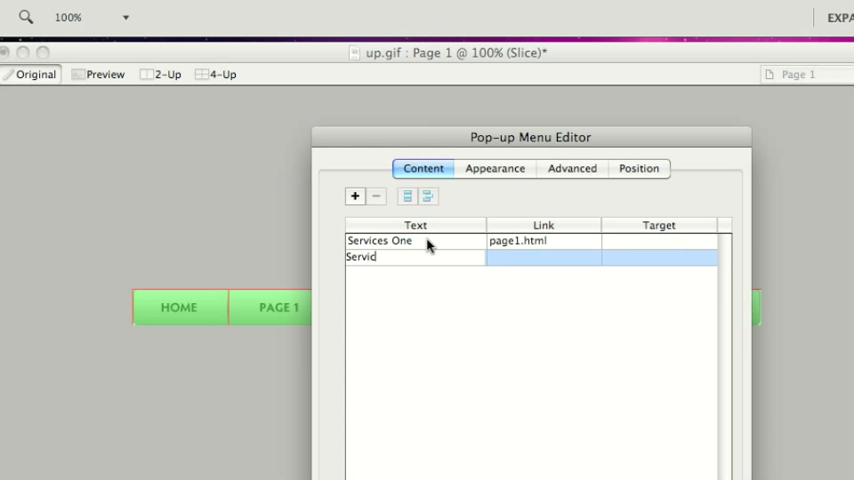 100%
EXPA
up.gif : Page 1 @ 100% (Slice)*
Original Preview 2-Up 4-Up Page 1
Pop-up Menu Editor
Content Appearance Advanced Position
Text Link Target
Services One page1.html
Servic
HOME PAGE 1